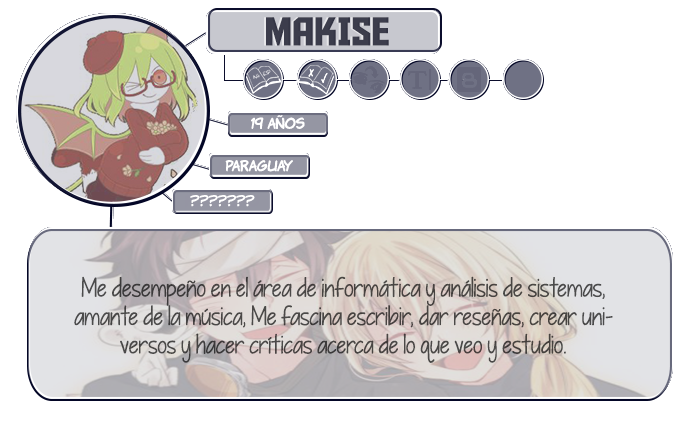 MAKISE
19 AÑOS
PARAGUAY
???????
Me desempeño en el área de informática y análisis de sistemas,
amante de la música, Me fascina escribir, dar reseñas, crear uni-
versos y hacer críticas acerca de lo que veo y estudio.